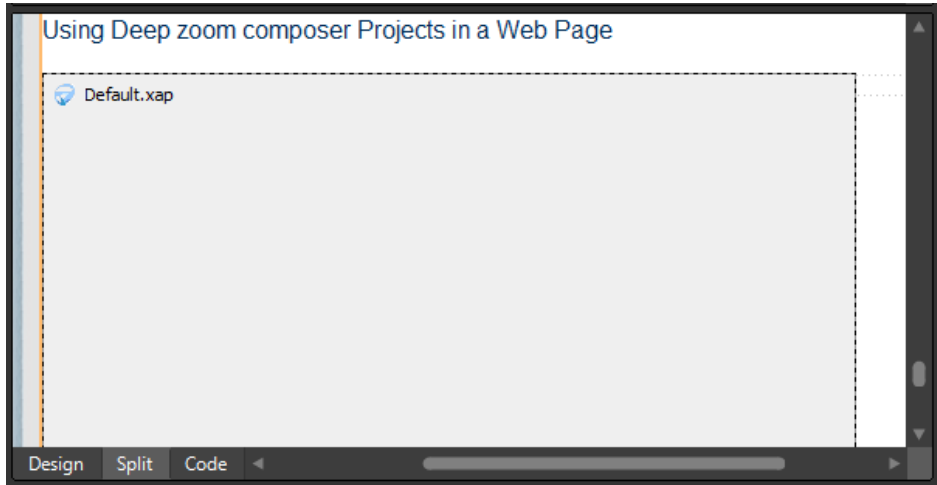 Using Deep zoom composer Projects in a Web Page
Default.xap
Design Split Code